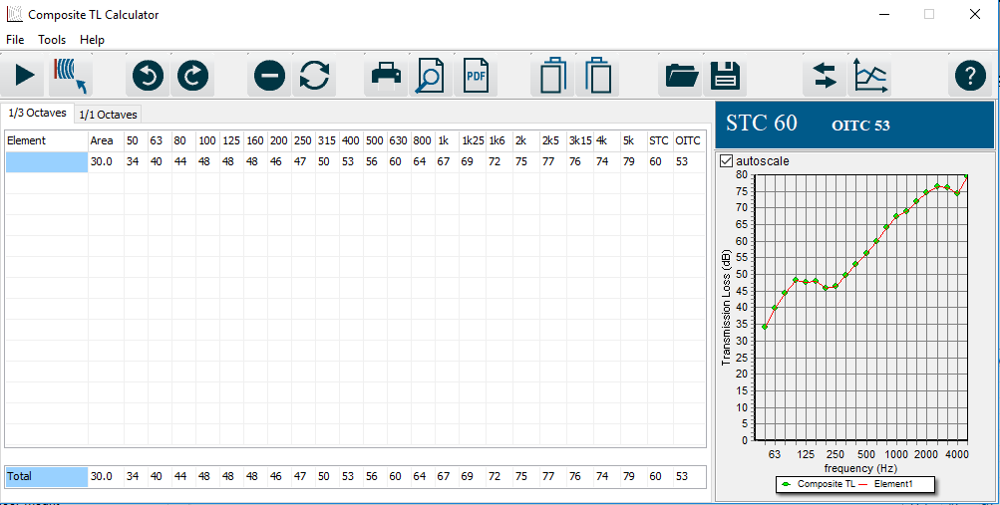 Composite TL Calculator
File Tools Help
PDF
?
1/3 Octaves 1/1 Octaves
Element Area 50 63 80 100 125 160 200 250 315 400 500 630 800 1k 1k25 1k6 2k 2k5 3k15 4k 5k STC OITC
30.0 34 40 44 48 48 48 46 47 50 53 56 60 64 67 69 72 75 77 76 74 79 60 53
Total 30.0 34 40 44 48 48 48 46 47 50 53 56 60 64 67 69 72 75 77 76 74 79 60 53
STC 60 OITC 53
autoscale
Transmission Loss (dB)
80
75
70
65
60
55
50
45
40
35
30
25
20
15
10
5
0
63 125 250 500 1000 2000 4000
frequency (Hz)
Composite TL Element1